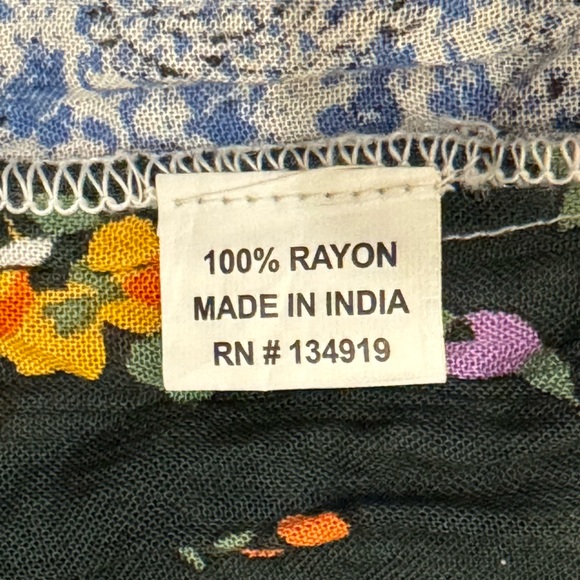 100% RAYON
MADE IN INDIA
RN # 134919